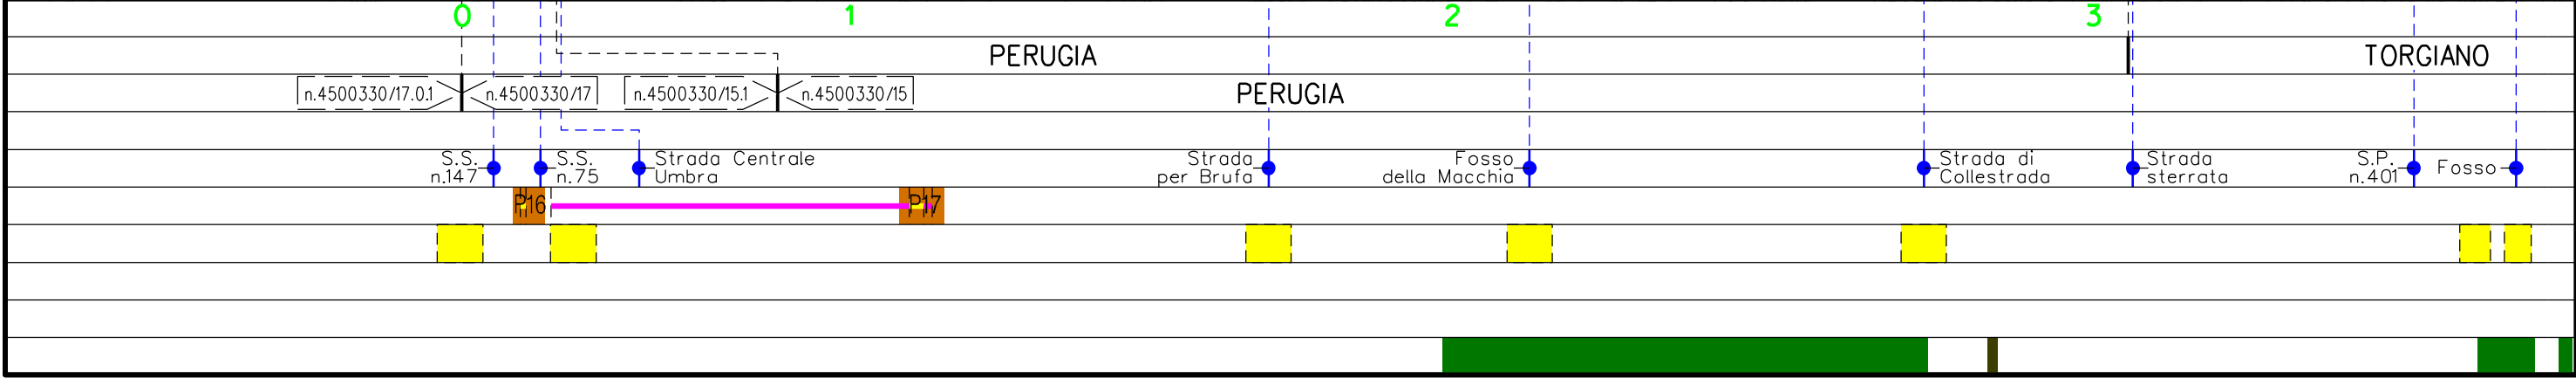 0 1 2 3
PERUGIA TORGIANO
n.4500330/17.0.1 n.4500330/17 n.4500330/15.1 n.4500330/15 PERUGIA
S.S. n.147
S.S. n.75
Strada Centrale
Umbra
Strada
per Brufa
Fosso
della Macchia
Strada di
Collestrada
Strada
sterrata
S.P.
n.401
Fosso
P16 P17